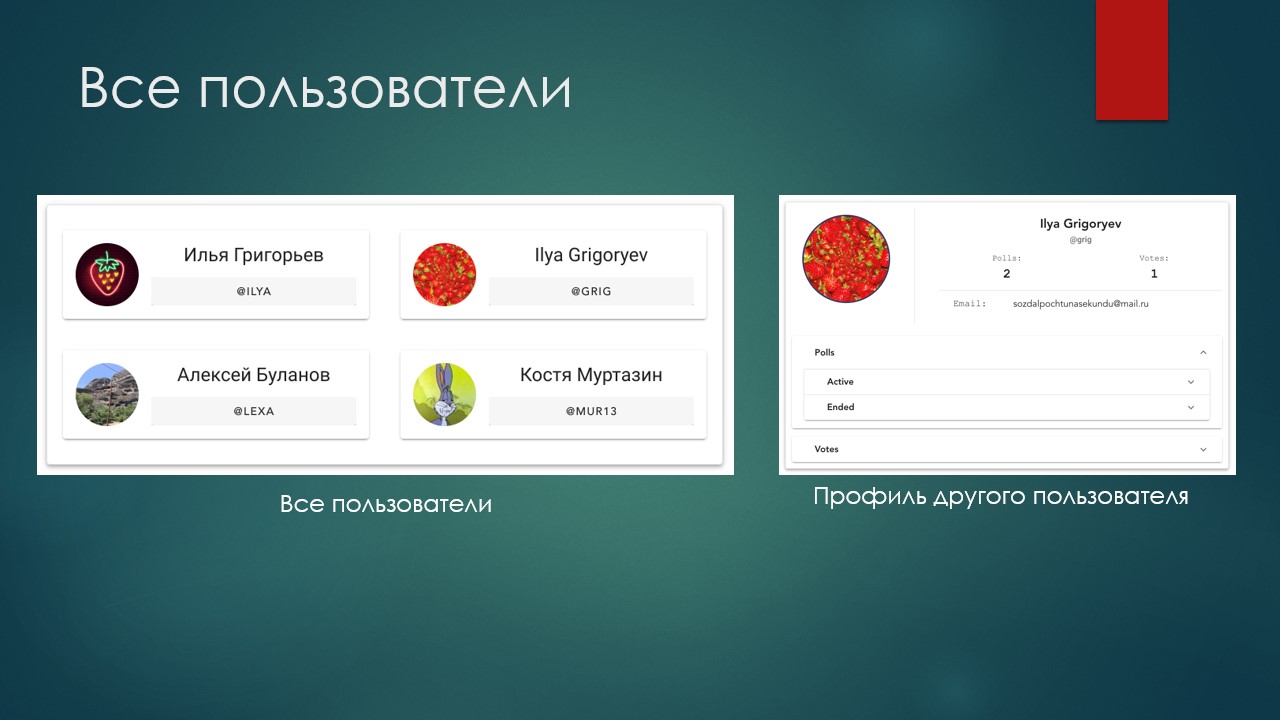 Все пользователи
Илья Григорьев
@ILYA
Ilya Grigoryev
@GRIG
Алексей Буланов
@LEXA
Костя Муртазин
@MUR13
Все пользователи
Ilya Grigoryev
@grig
Polls: Votes:
2 1
Email: sozdalpochtunasekundu@mail.ru
Polls
Active
Ended
Votes
Профиль другого пользователя